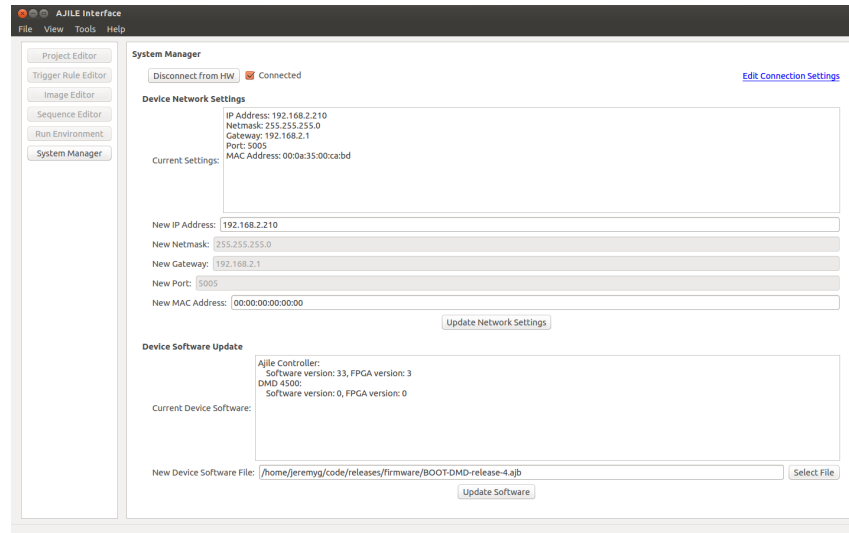 AJILE Interface
File View Tools Help
Project Editor
Trigger Rule Editor
Image Editor
Sequence Editor
Run Environment
System Manager
System Manager
Disconnect from HW Connected Edit Connection Settings
Device Network Settings
Current Settings:
IP Address: 192.168.2.210
Netmask: 255.255.255.0
Gateway: 192.168.2.1
Port: 5005
MAC Address: 00:0a:35:00:ca:bd
New IP Address: 192.168.2.210
New Netmask: 255.255.255.0
New Gateway: 192.168.2.1
New Port: 5005
New MAC Address: 00:00:00:00:00:00
Update Network Settings
Device Software Update
Current Device Software:
Ajile Controller:
Software version: 33, FPGA version: 3
DMD 4500:
Software version: 0, FPGA version: 0
New Device Software File: /home/jeremyg/code/releases/firmware/BOOT-DMD-release-4.ajb Select File
Update Software